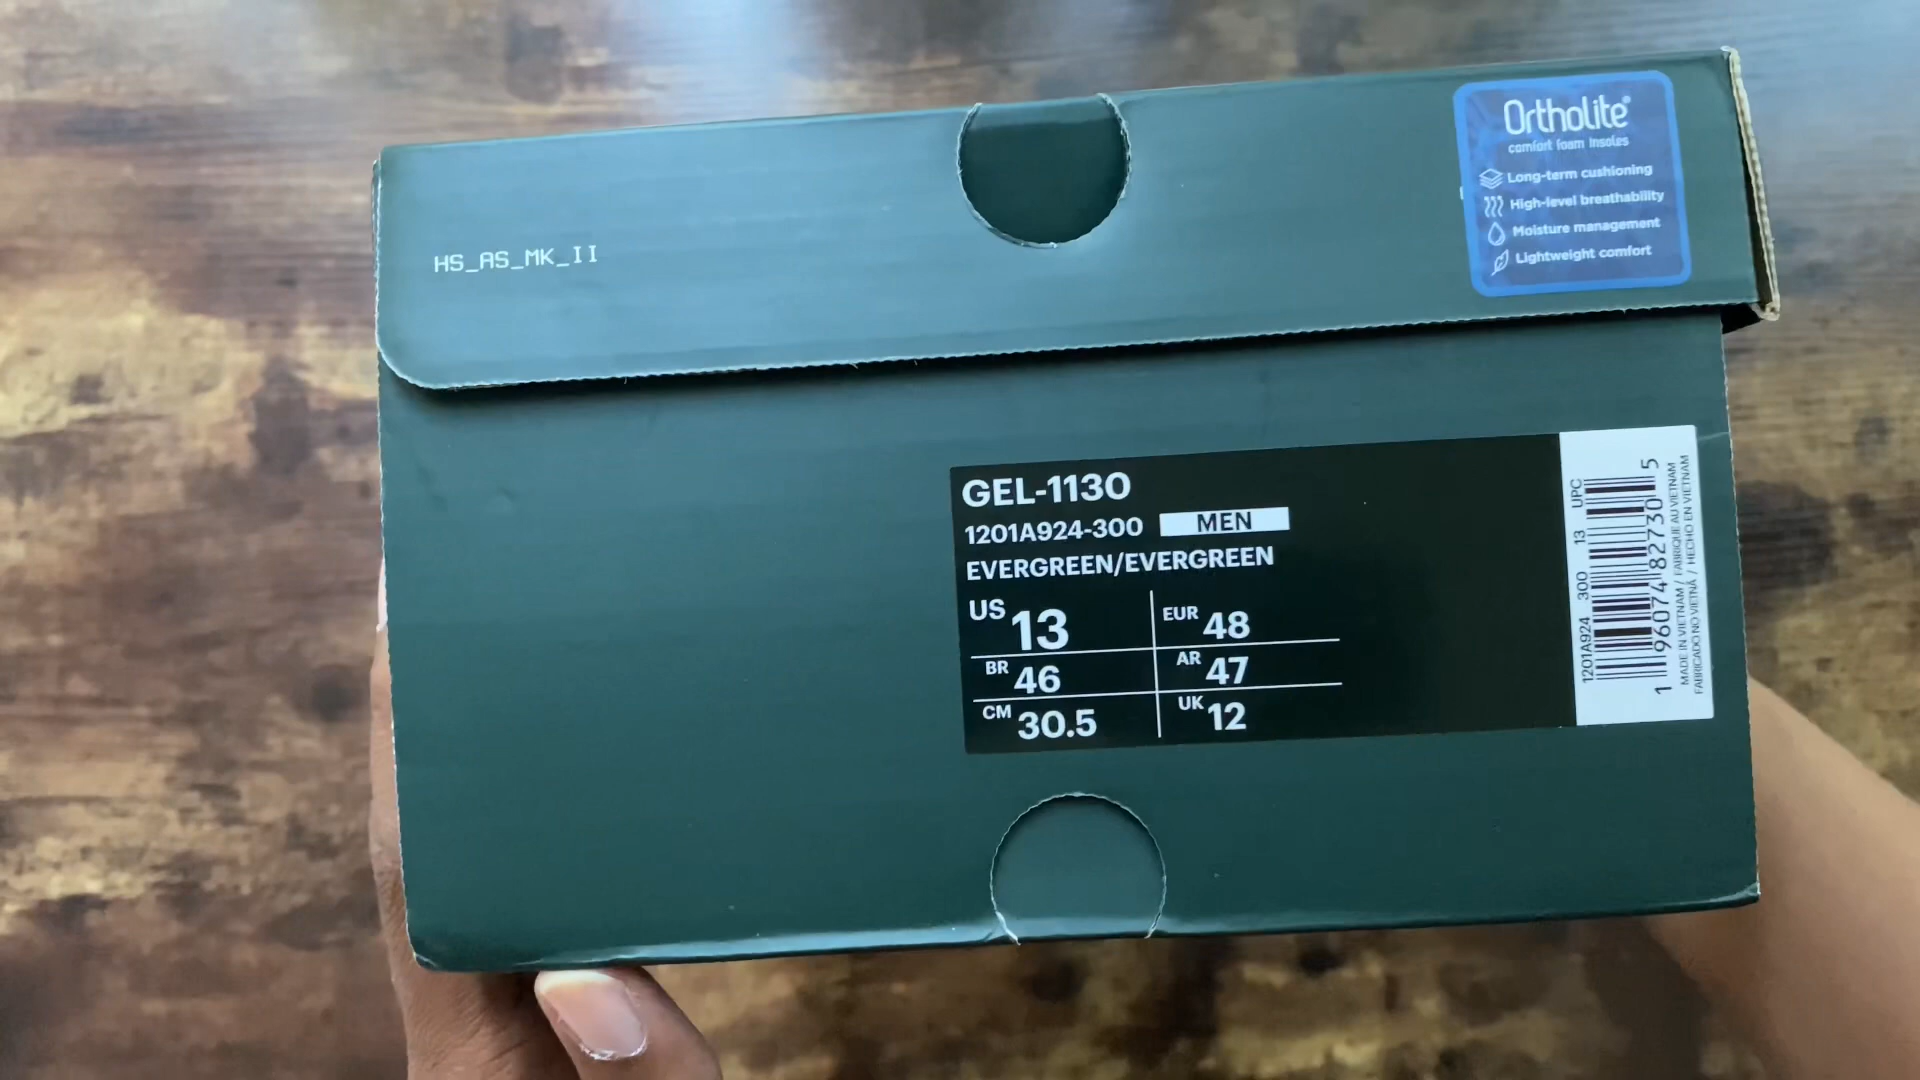 Ortholite®
comfort foam insoles
Long-term cushioning
High-level breathability
Moisture management
Lightweight comfort
HS_AS_MK_II
GEL-1130
1201A924-300 MEN
EVERGREEN/EVERGREEN
US 13 EUR 48
BR 46 AR 47
CM 30.5 UK 12
1201A924 300 13 UPC
1 96074 82730 5
MADE IN VIETNAM / FABRIQUE AU VIETNAM
FABRICADO NO VIETNÃ / HECHO EN VIETNAM